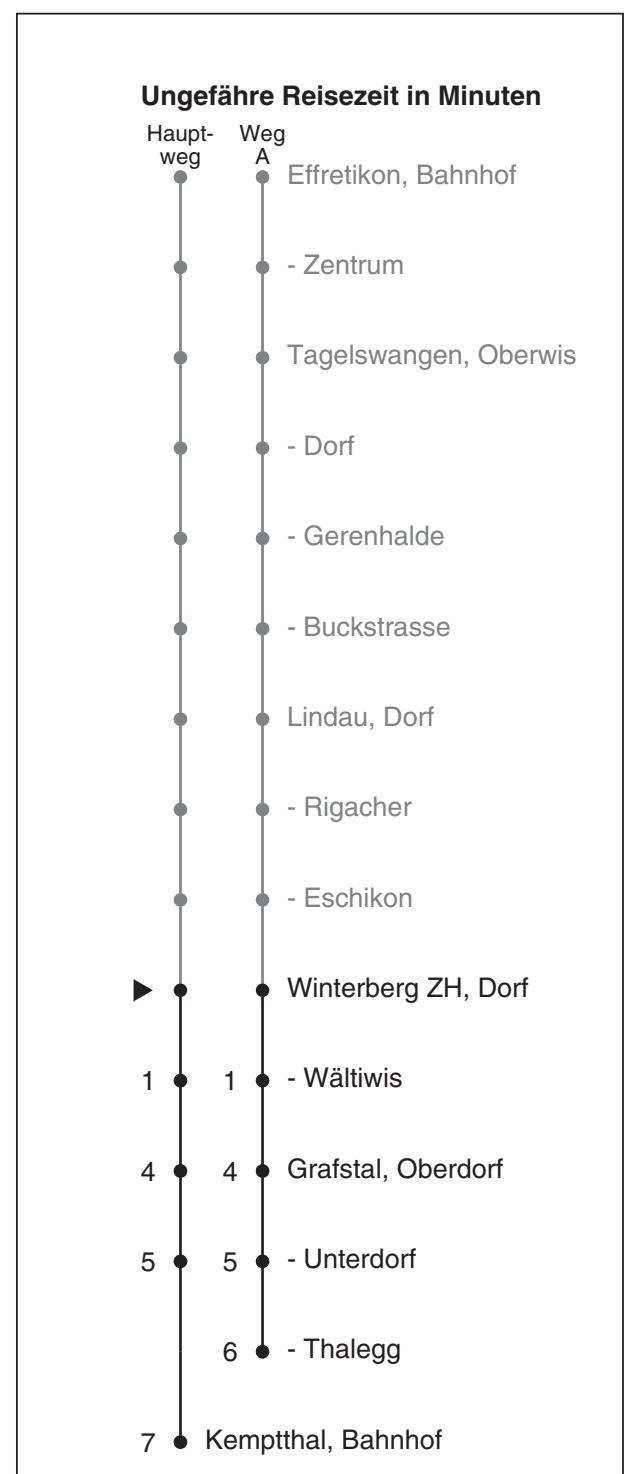 Ungefähre Reisezeit in Minuten
Haupt- Weg
weg A
Effretikon, Bahnhof
- Zentrum
Tagelswangen, Oberwis
- Dorf
- Gerenhalde
- Buckstrasse
Lindau, Dorf
- Rigacher
- Eschikon
Winterberg ZH, Dorf
1 1 - Wältiwis
4 4 Grafstal, Oberdorf
5 5 - Unterdorf
6 - Thalegg
7 Kemptthal, Bahnhof